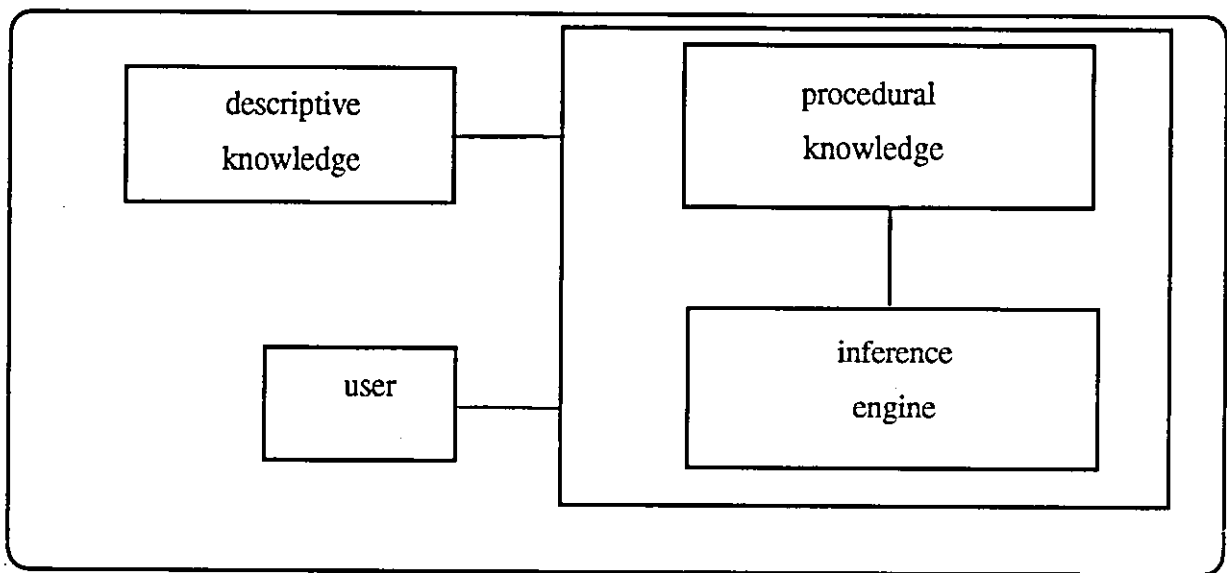 descriptive
knowledge
procedural
knowledge
user
inference
engine